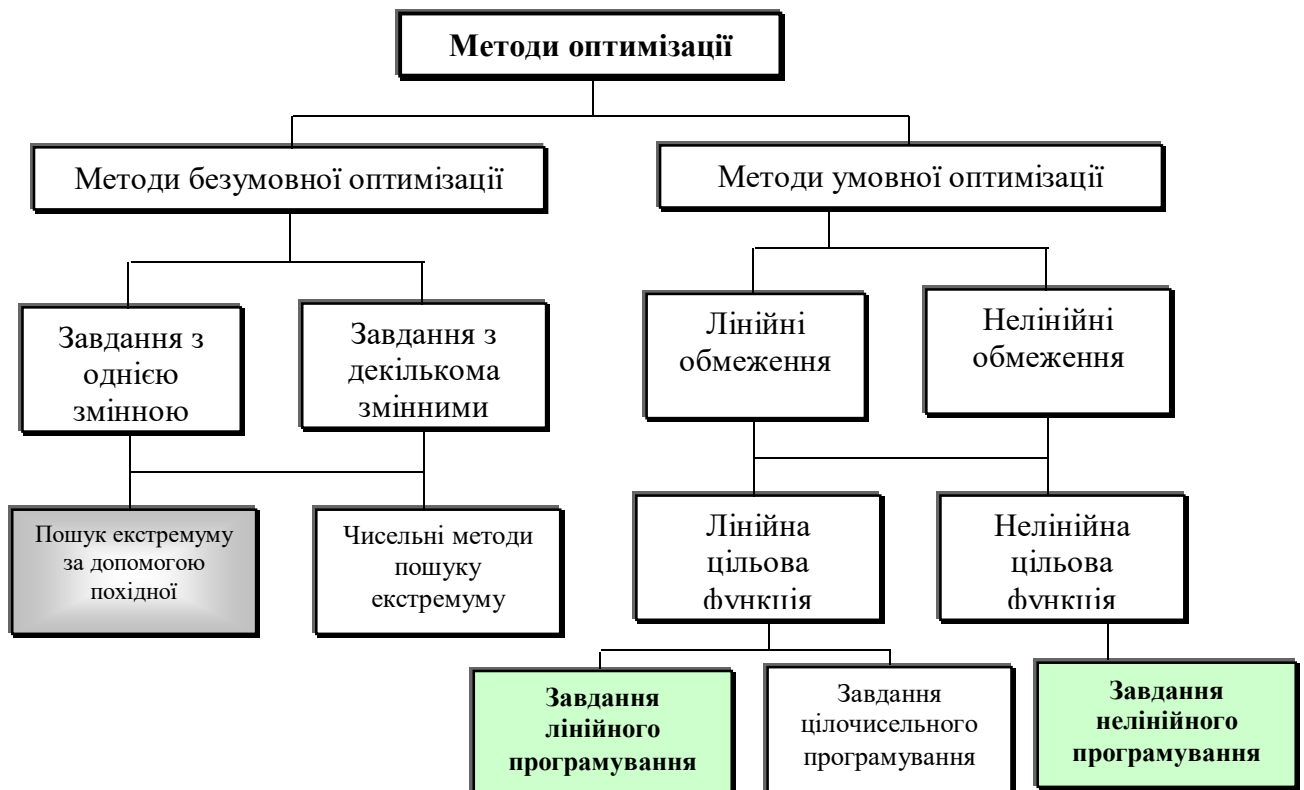 Методи оптимізації
Методи безумовної оптимізації
Методи умовної оптимізації
Завдання з
однією
змінною
Завдання з
декількома
змінними
Лінійні
обмеження
Нелінійні
обмеження
Пошук екстремуму
за допомогою
похідної
Чисельні методи
пошуку
екстремуму
Лінійна
цільова
функція
Нелінійна
цільова
функція
Завдання
лінійного
програмування
Завдання
цілочисельного
програмування
Завдання
нелінійного
програмування